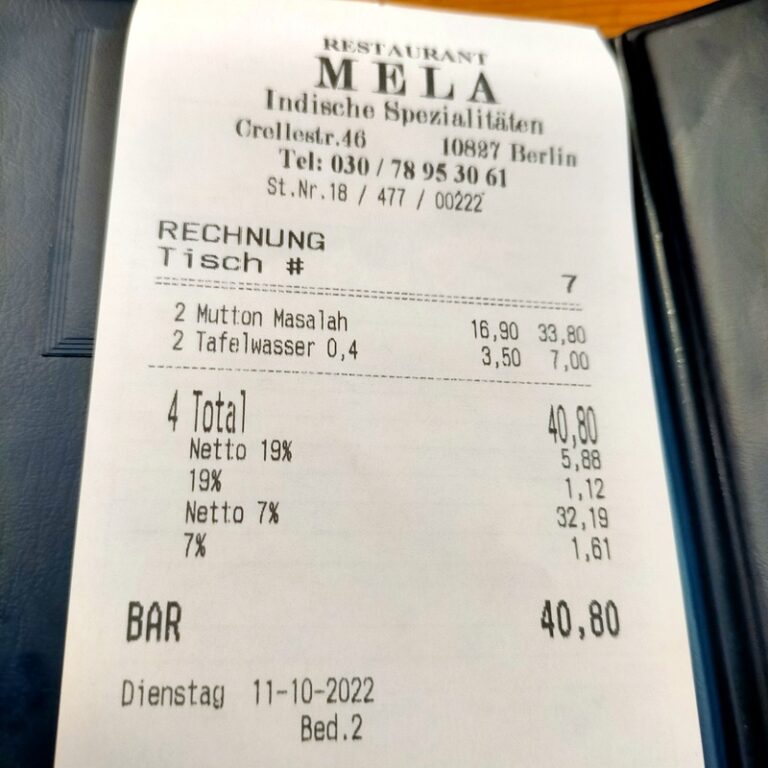 RESTAURANT
MELA
Indische Spezialitäten
Crellestr.46 10827 Berlin
Tel: 030 / 78 95 30 61
St.Nr.18 / 477 / 00222
RECHNUNG
Tisch # 7
2 Mutton Masalah 16,90 33,80
2 Tafelwasser 0,4 3,50 7,00
4 Total 40,80
Netto 19% 5,88
19% 1,12
Netto 7% 32,19
7% 1,61
BAR 40,80
Dienstag 11-10-2022
Bed.2